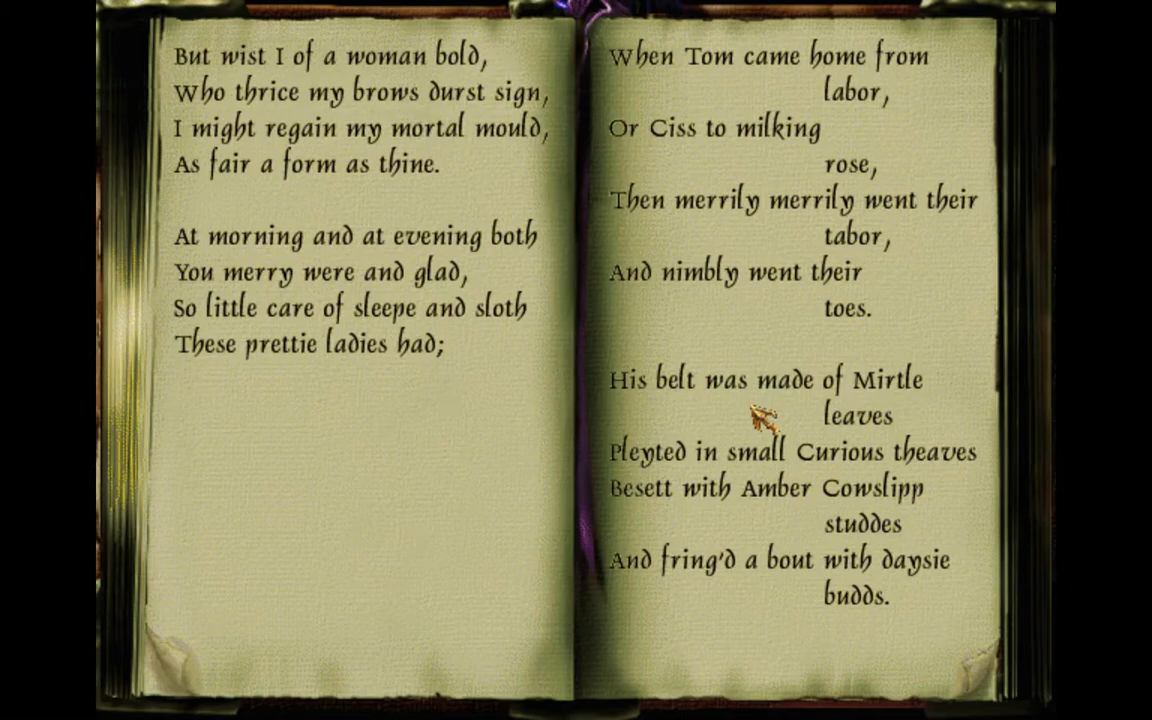 But wist I of a woman bold,
Who thrice my brows durst sign,
I might regain my mortal mould,
As fair a form as thine.
At morning and at evening both
You merry were and glad,
So little care of sleepe and sloth
These prettie ladies had;
When Tom came home from
labor,
Or Ciss to milking
rose,
Then merrily merrily went their
tabor,
And nimbly went their
toes.
His belt was made of Mirtle
leaves
Pleyted in small Curious theaves
Besett with Amber Cowslipp
studdes
And fring'd a bout with daysie
budds.